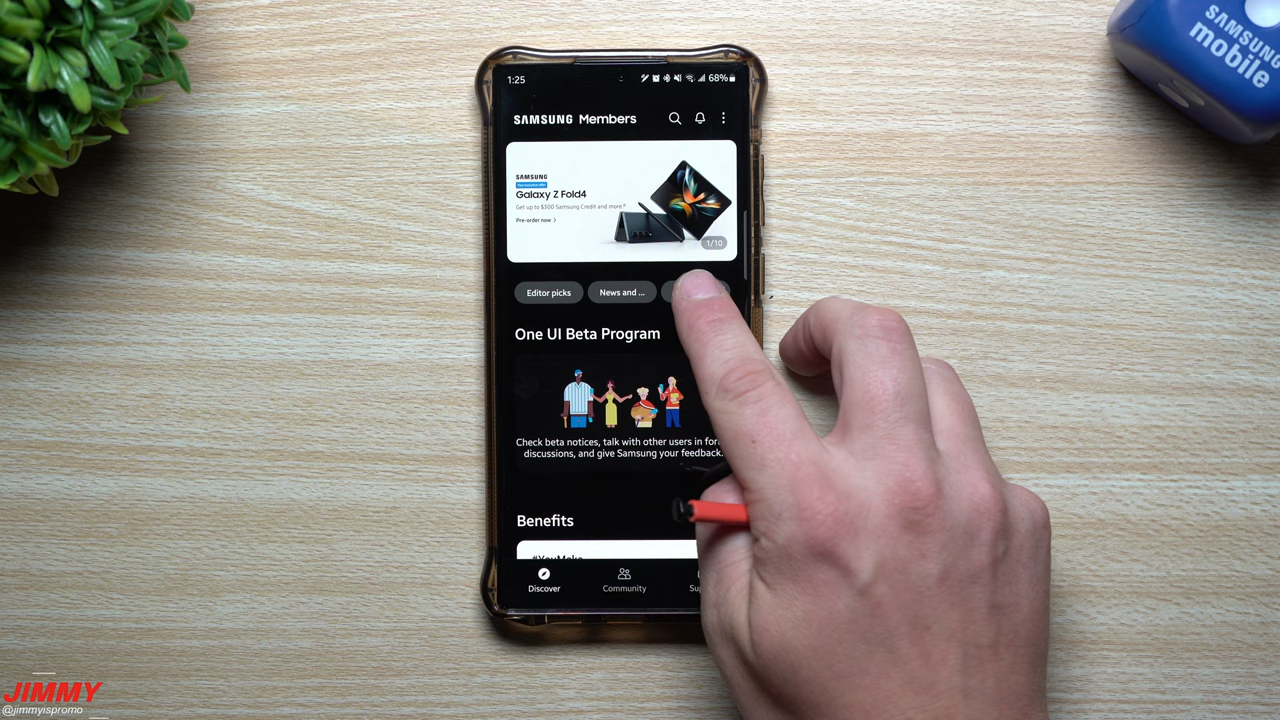 SAMSUNG
mobile
1:25
68%
SAMSUNG Members
SAMSUNG
Galaxy Z Fold4
Get up to $300 Samsung Credit and more.
Pre-order now >
1/10
Editor picks
News and ...
One UI Beta Program
Check beta notices, talk with other users in for
discussions, and give Samsung your feedback.
Benefits
#YouMake
Discover
Community
Su
JIMMY
@jimmyispromo